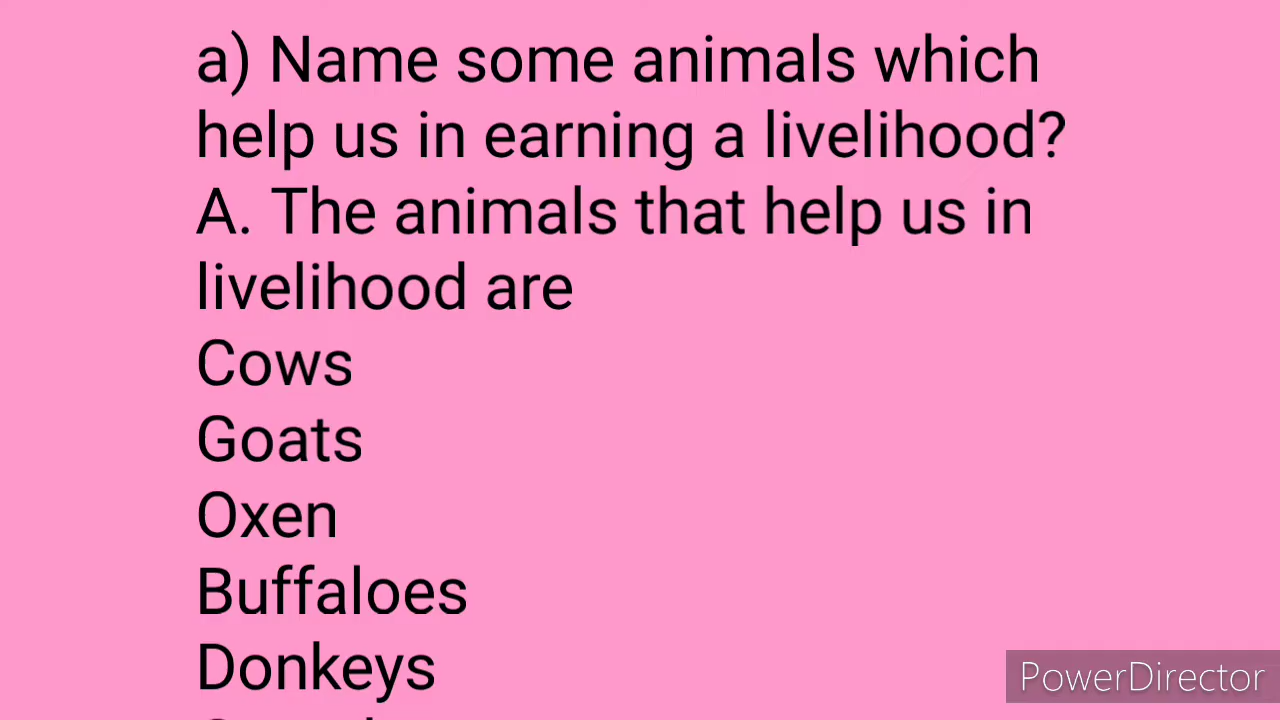 a) Name some animals which
help us in earning a livelihood?
A. The animals that help us in
livelihood are
Cows
Goats
Oxen
Buffaloes
Donkeys
PowerDirector